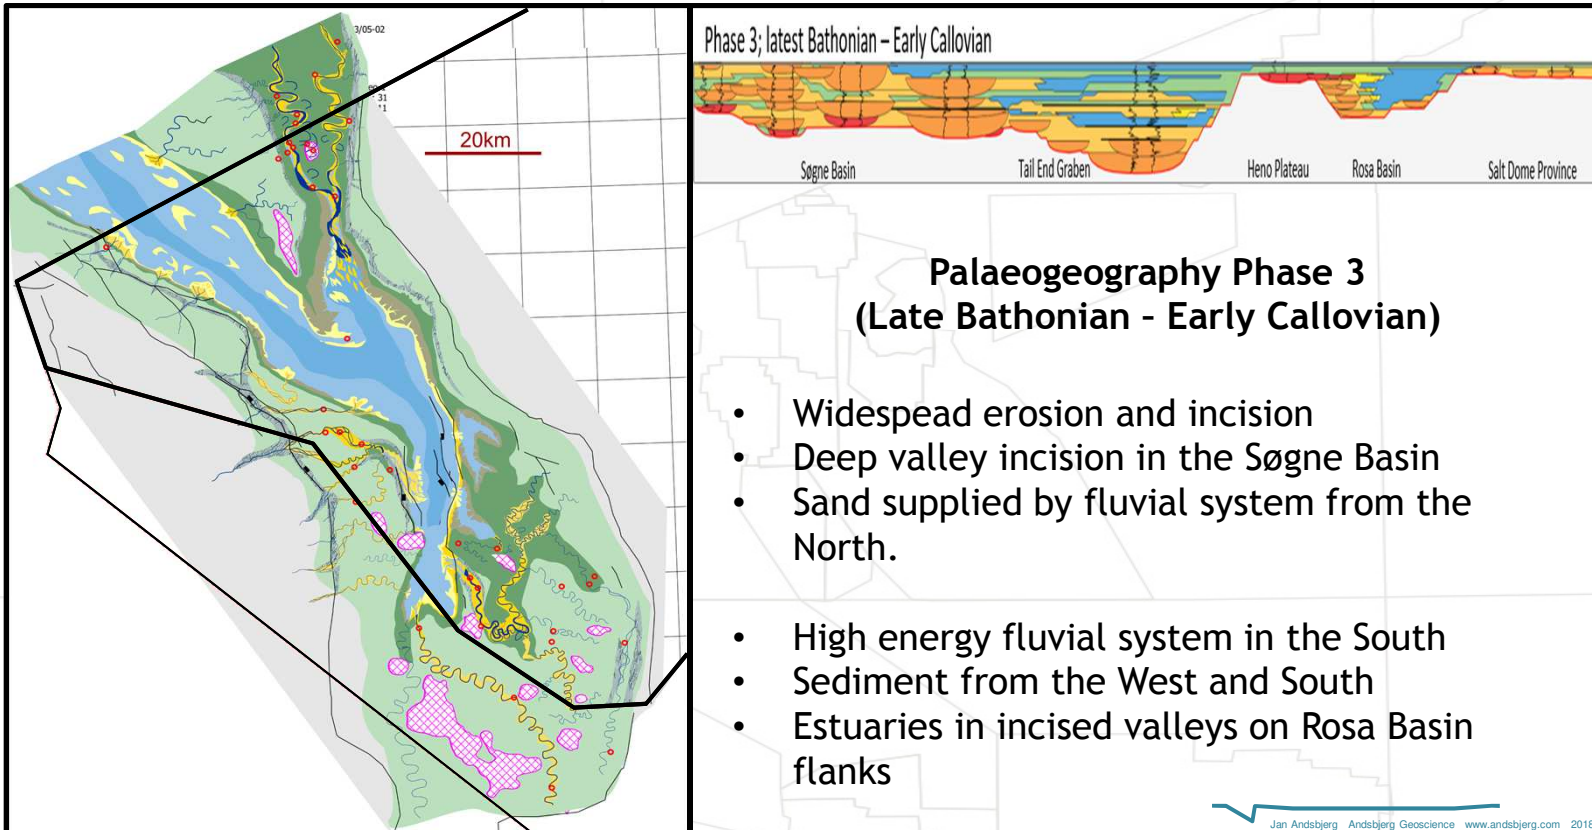 3/05-02
31
20km
Phase 3; latest Bathonian – Early Callovian
Søgne Basin
Tail End Graben
Heno Plateau
Rosa Basin
Salt Dome Province
Palaeogeography Phase 3
(Late Bathonian – Early Callovian)
• Widespead erosion and incision
• Deep valley incision in the Søgne Basin
• Sand supplied by fluvial system from the
North.
• High energy fluvial system in the South
• Sediment from the West and South
• Estuaries in incised valleys on Rosa Basin
flanks
Jan Andsbjerg Andsbjerg Geoscience www.andsbjerg.com 2018